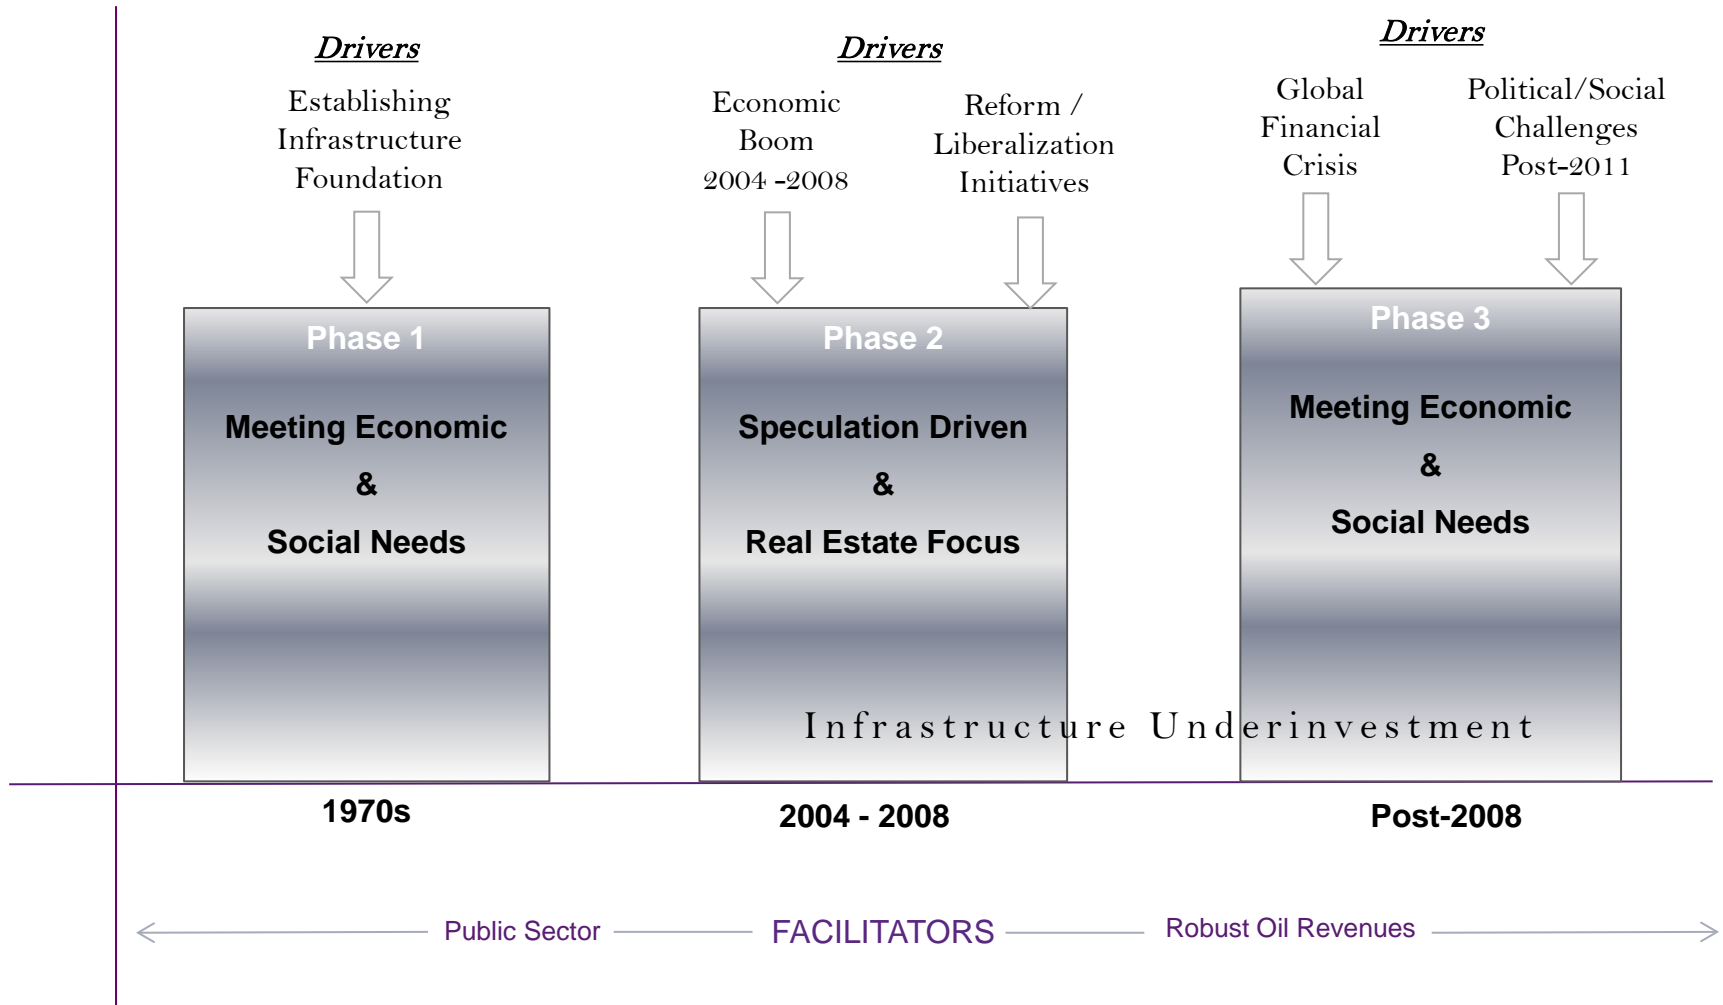 Drivers
Establishing
Infrastructure
Foundation
Drivers
Economic
Boom
2004 -2008
Reform /
Liberalization
Initiatives
Drivers
Global
Financial
Crisis
Political/Social
Challenges
Post-2011
Phase 1
Meeting Economic
&
Social Needs
Phase 2
Speculation Driven
&
Real Estate Focus
Phase 3
Meeting Economic
&
Social Needs
Infrastructure Underinvestment
1970s
2004 - 2008
Post-2008
Public Sector
FACILITATORS
Robust Oil Revenues